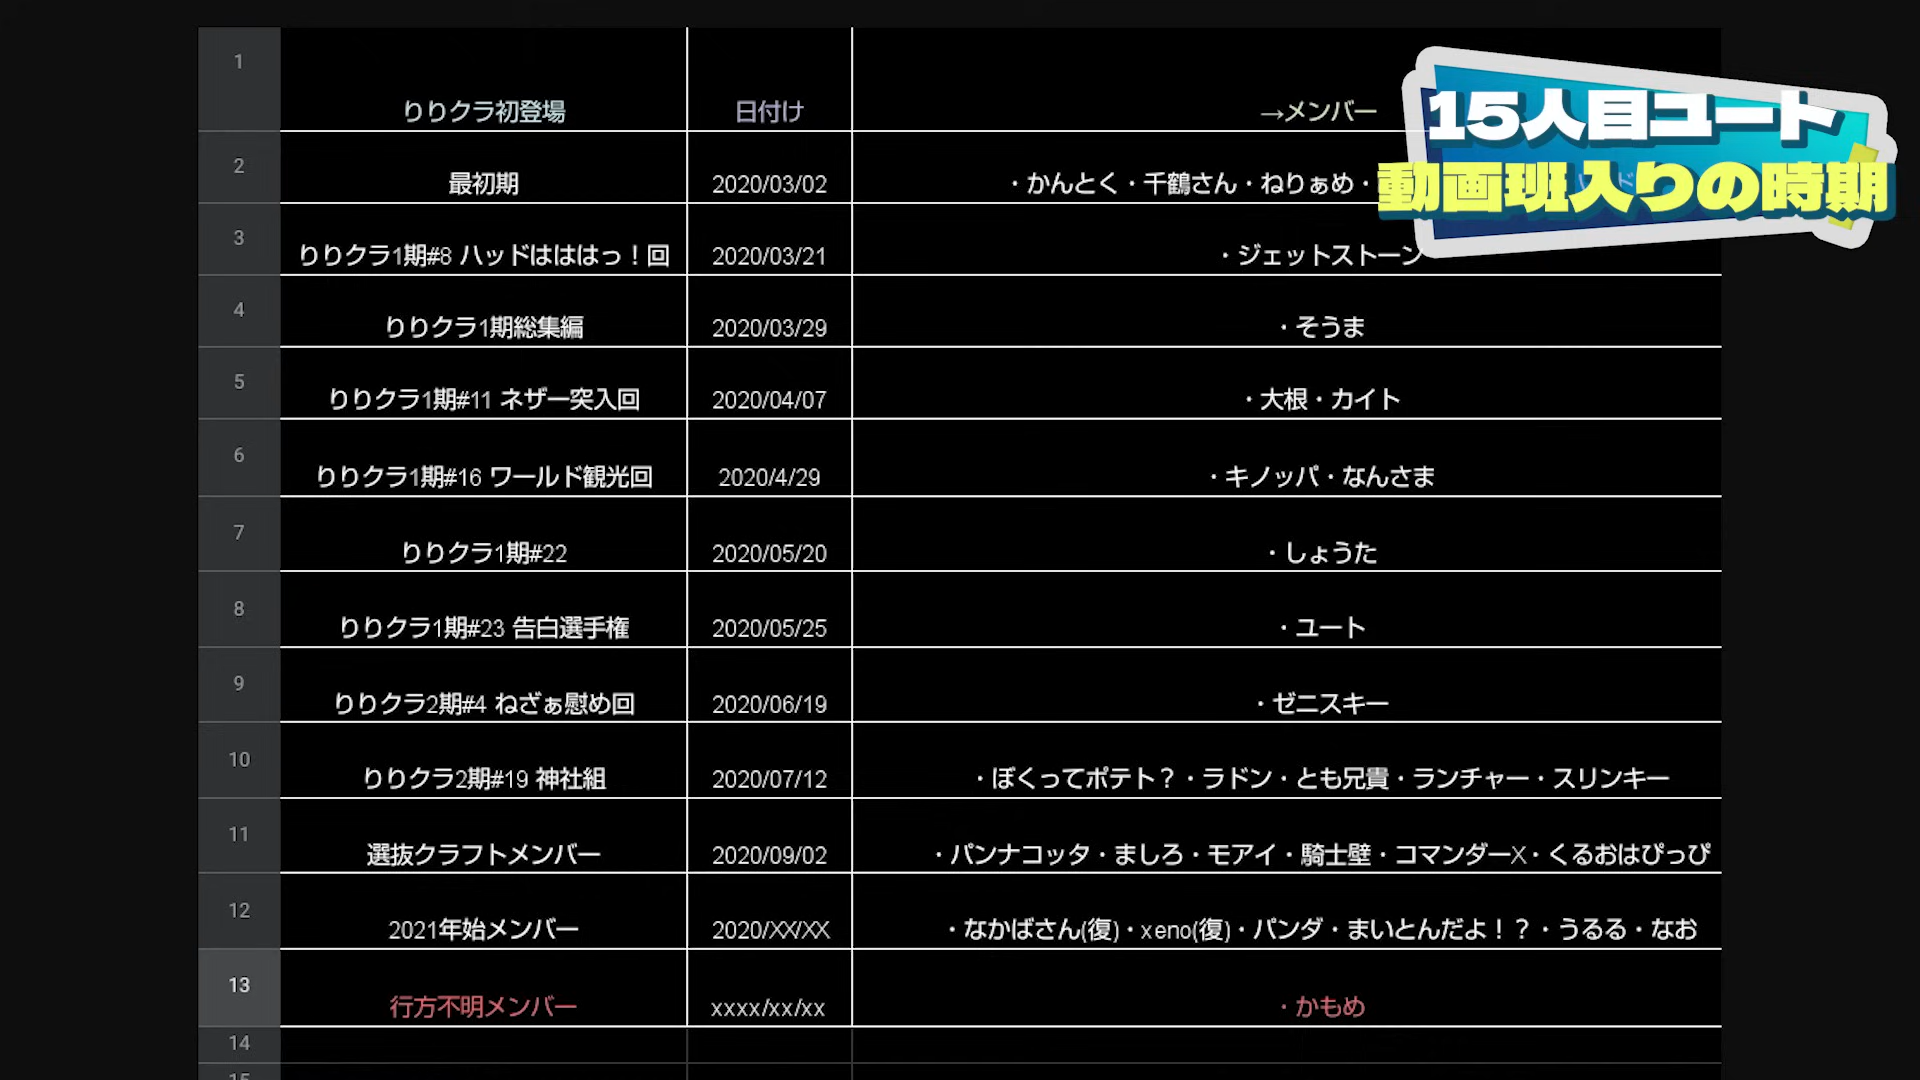 15人目ユート
動画班入りの時期
1 りりクラ初登場 日付け →メンバー
2 最初期 2020/03/02 ・かんとく・千鶴さん・ねりぁめ・
3 りりクラ1期#8 ハッドはははっ！回 2020/03/21 ・ジェットストーン
4 りりクラ1期総集編 2020/03/29 ・そうま
5 りりクラ1期#11 ネザー突入回 2020/04/07 ・大根・カイト
6 りりクラ1期#16 ワールド観光回 2020/4/29 ・キノッパ・なんさま
7 りりクラ1期#22 2020/05/20 ・しょうた
8 りりクラ1期#23 告白選手権 2020/05/25 ・ユート
9 りりクラ2期#4 ねざぁ慰め回 2020/06/19 ・ゼニスキー
10 りりクラ2期#19 神社組 2020/07/12 ・ぼくってポテト？・ラドン・とも兄貴・ランチャー・スリンキー
11 選抜クラフトメンバー 2020/09/02 ・パンナコッタ・ましろ・モアイ・騎士壁・コマンダーX・くるおはぴっぴ
12 2021年始メンバー 2020/XX/XX ・なかばさん(復)・xeno(復)・パンダ・まいとんだよ！？・うるる・なお
13 行方不明メンバー xxxx/xx/xx ・かもめ
14